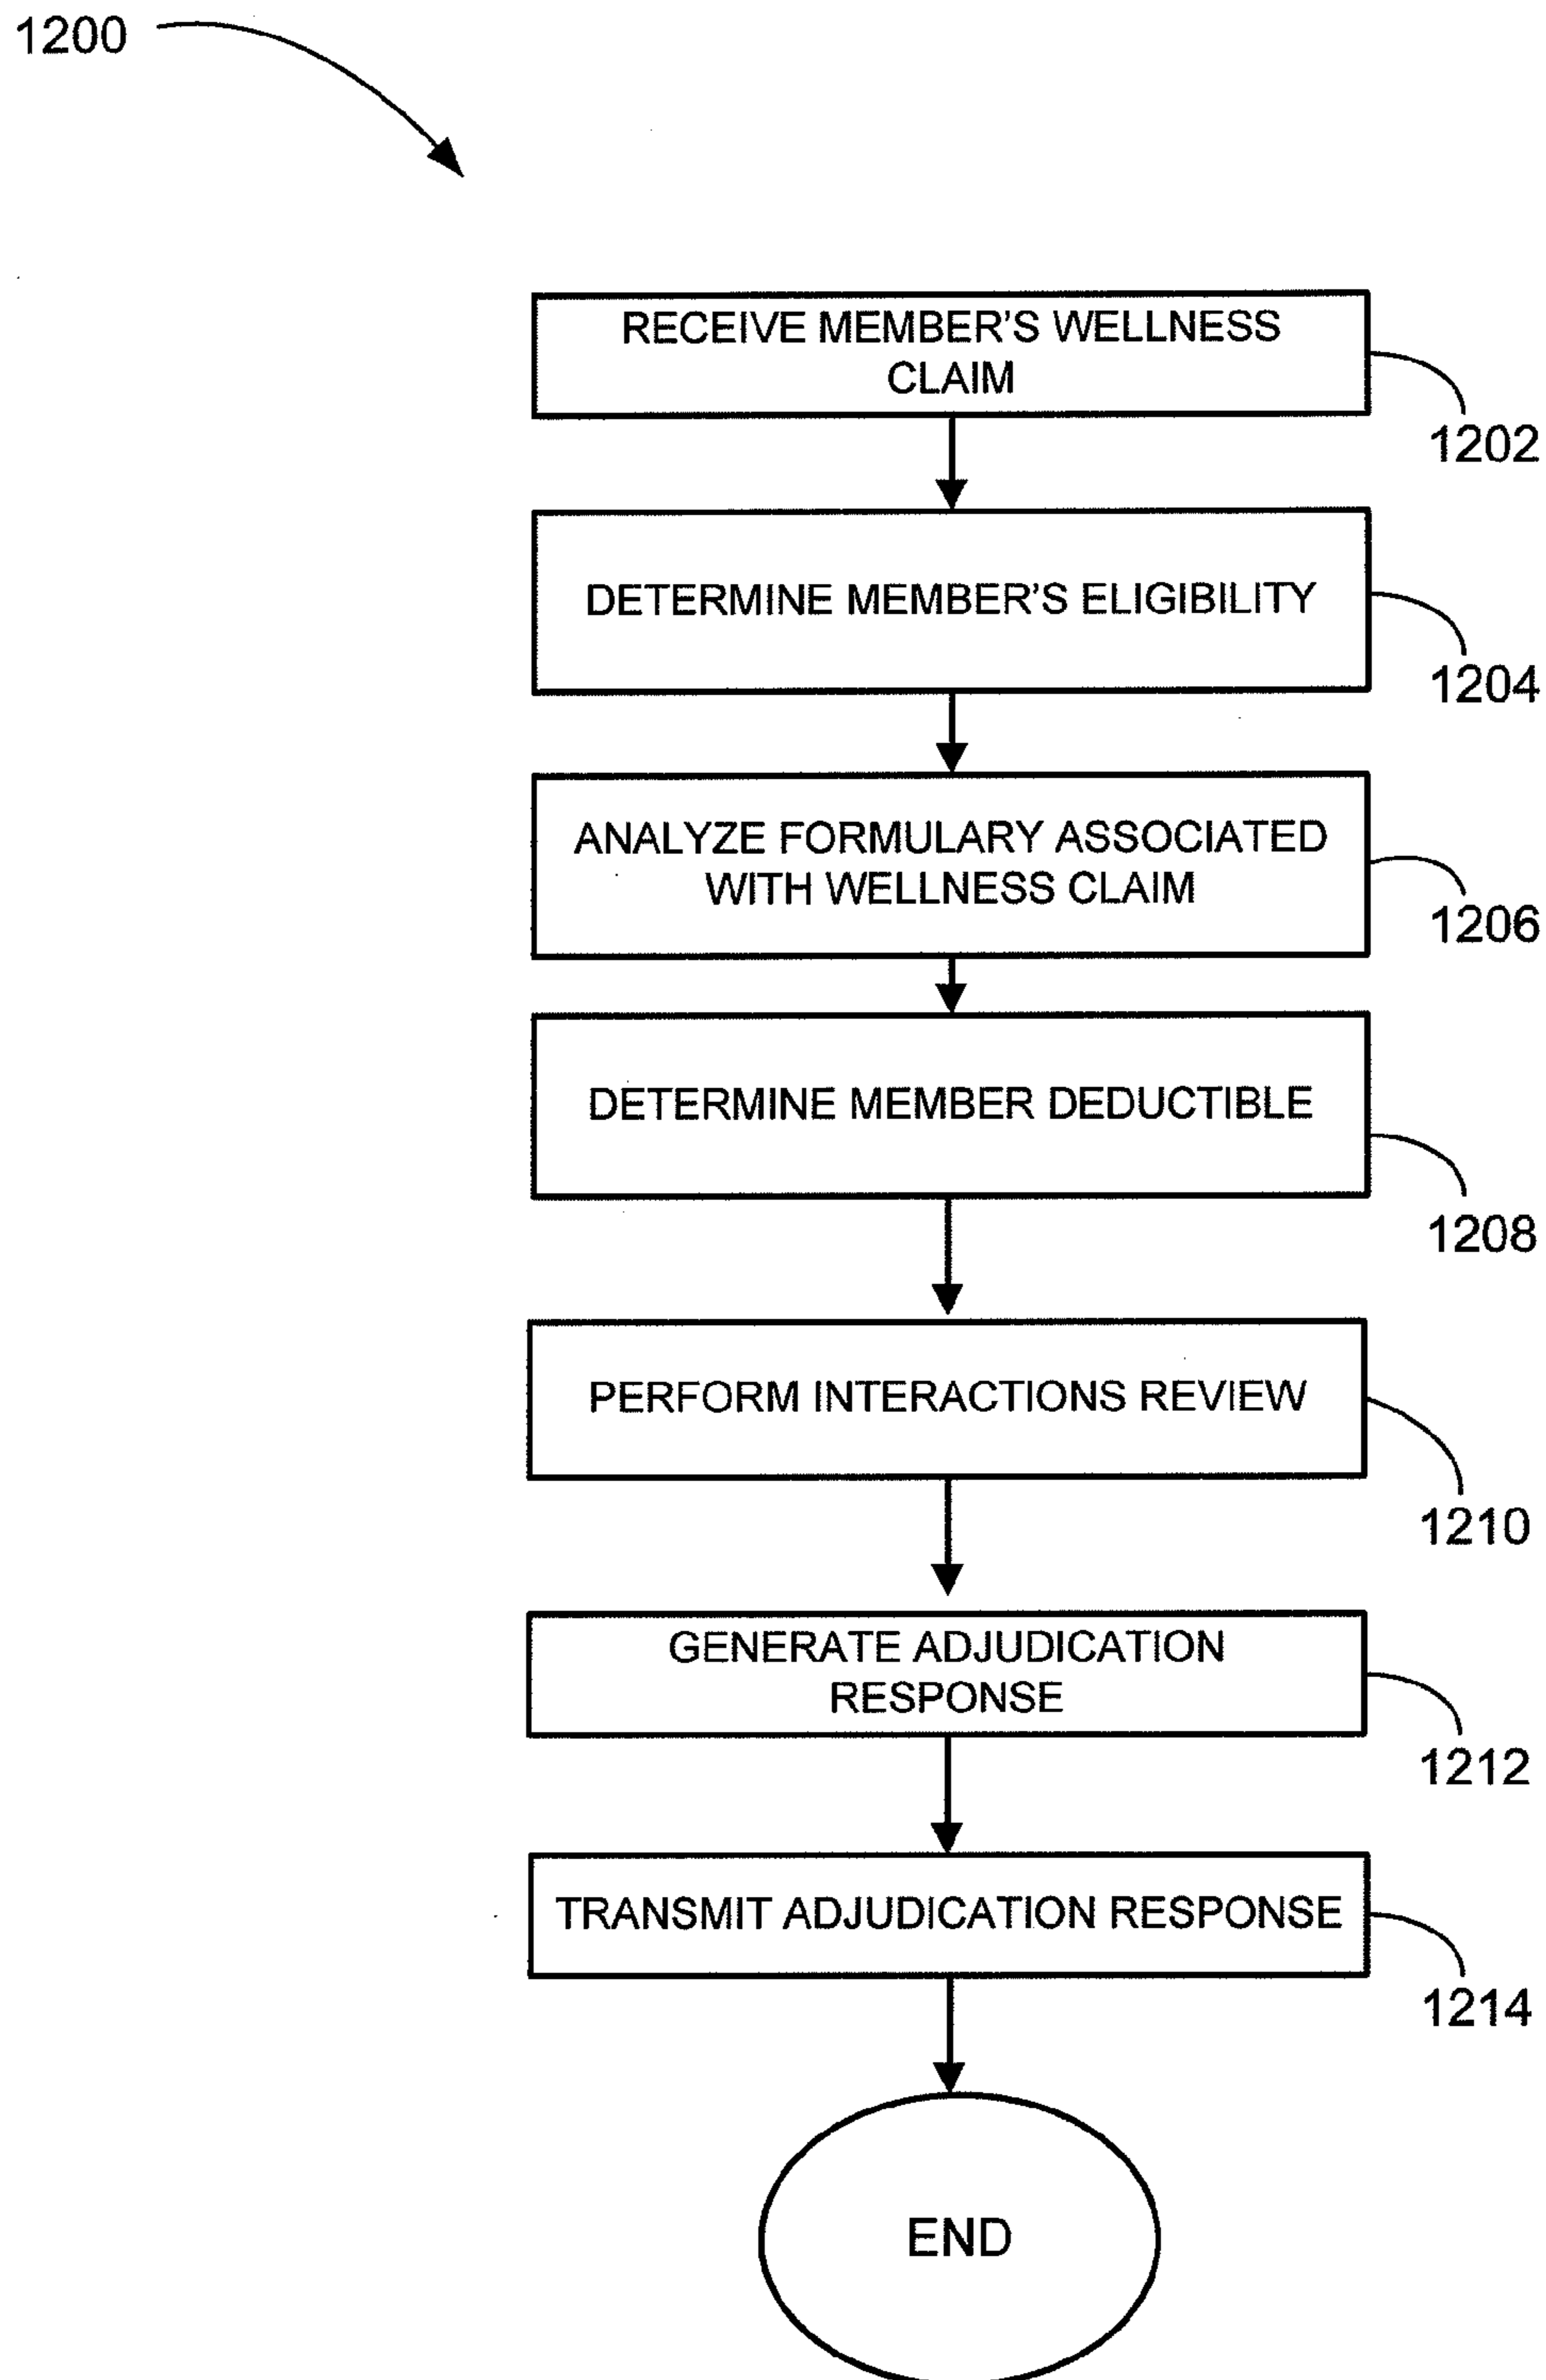 1200
RECEIVE MEMBER'S WELLNESS
CLAIM
1202
DETERMINE MEMBER'S ELIGIBILITY
1204
ANALYZE FORMULARY ASSOCIATED
WITH WELLNESS CLAIM
1206
DETERMINE MEMBER DEDUCTIBLE
1208
PERFORM INTERACTIONS REVIEW
1210
GENERATE ADJUDICATION
RESPONSE
1212
TRANSMIT ADJUDICATION RESPONSE
1214
END